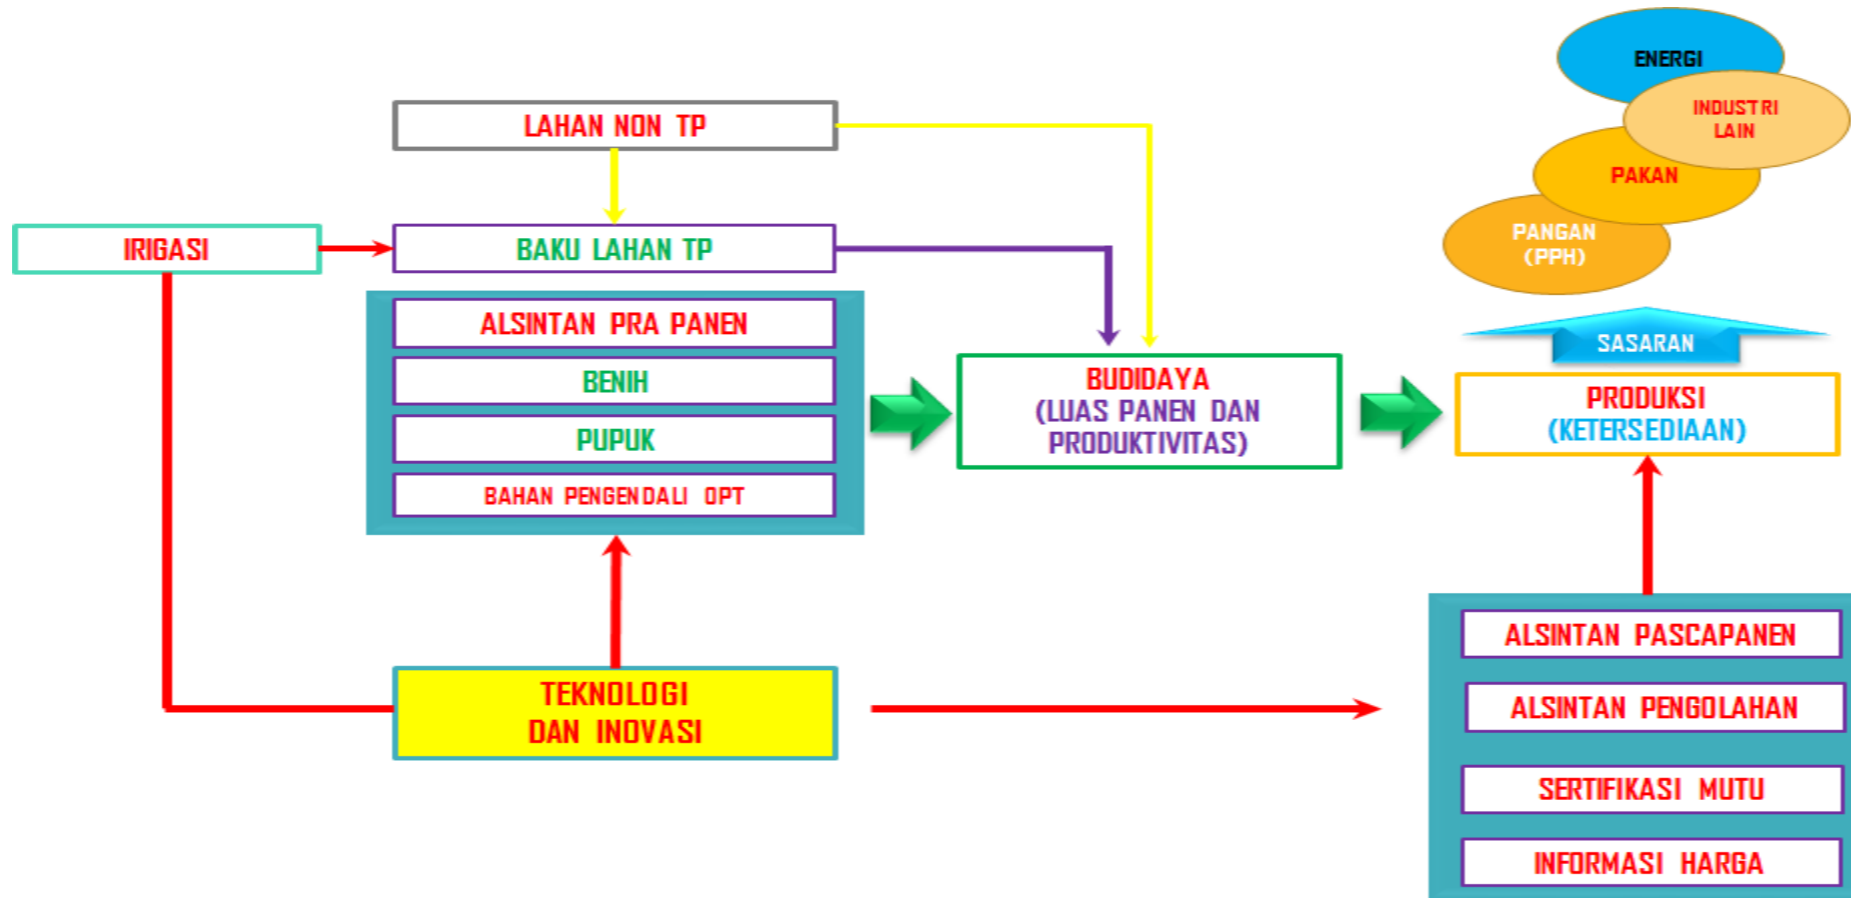 ENERGI
INDUSTRI
LAIN
PAKAN
PANGAN
(PPH)
SASARAN
LAHAN NON TP
IRIGASI
BAKU LAHAN TP
ALSINTAN PRA PANEN
BENIH
PUPUK
BAHAN PENGENDALI OPT
BUDIDAYA
(LUAS PANEN DAN
PRODUKTIVITAS)
PRODUKSI
(KETERSEDIAAN)
TEKNOLOGI
DAN INOVASI
ALSINTAN PASCAPANEN
ALSINTAN PENGOLAHAN
SERTIFIKASI MUTU
INFORMASI HARGA